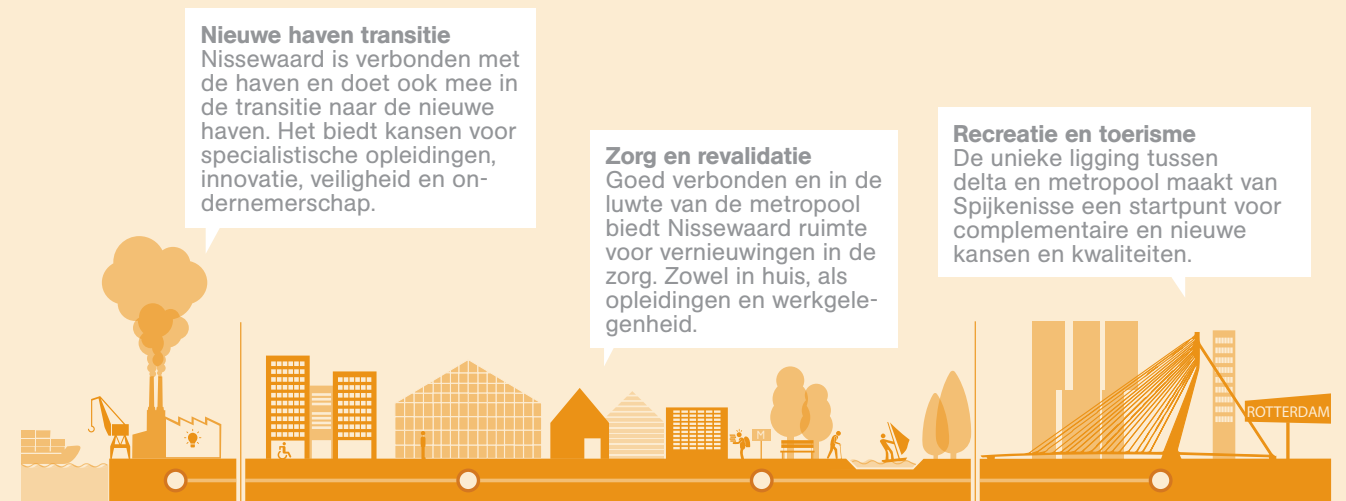 Nieuwe haven transitie
Nissewaard is verbonden met
de haven en doet ook mee in
de transitie naar de nieuwe
haven. Het biedt kansen voor
specialistische opleidingen,
innovatie, veiligheid en on-
dernemerschap.
Zorg en revalidatie
Goed verbonden en in de
luwte van de metropool
biedt Nissewaard ruimte
voor vernieuwingen in de
zorg. Zowel in huis, als
opleidingen en werkgele-
genheid.
Recreatie en toerisme
De unieke ligging tussen
delta en metropool maakt van
Spijkenisse een startpunt voor
complementaire en nieuwe
kansen en kwaliteiten.
M
ROTTERDAM